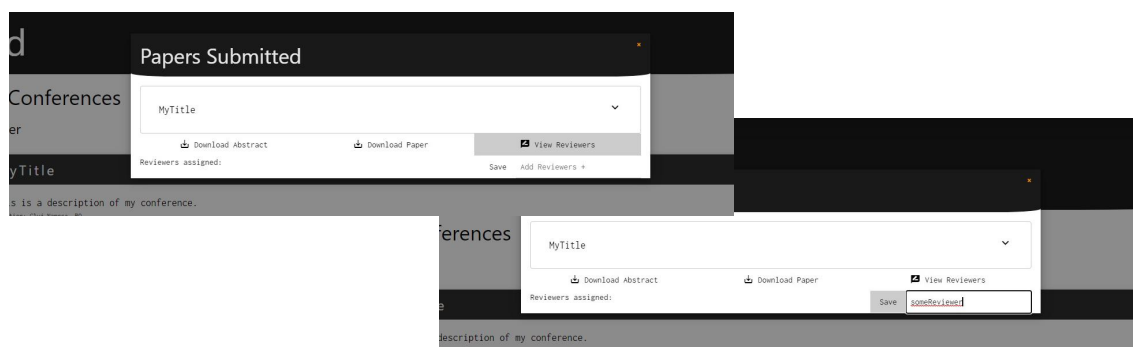 d
Papers Submitted
×
Conferences
er
MyTitle
Download Abstract
Download Paper
View Reviewers
Reviewers assigned:
Save
Add Reviewers +
yTitle
s is a description of my conference.
×
ferences
MyTitle
Download Abstract
Download Paper
View Reviewers
Reviewers assigned:
Save
someReviewer
e
description of my conference.